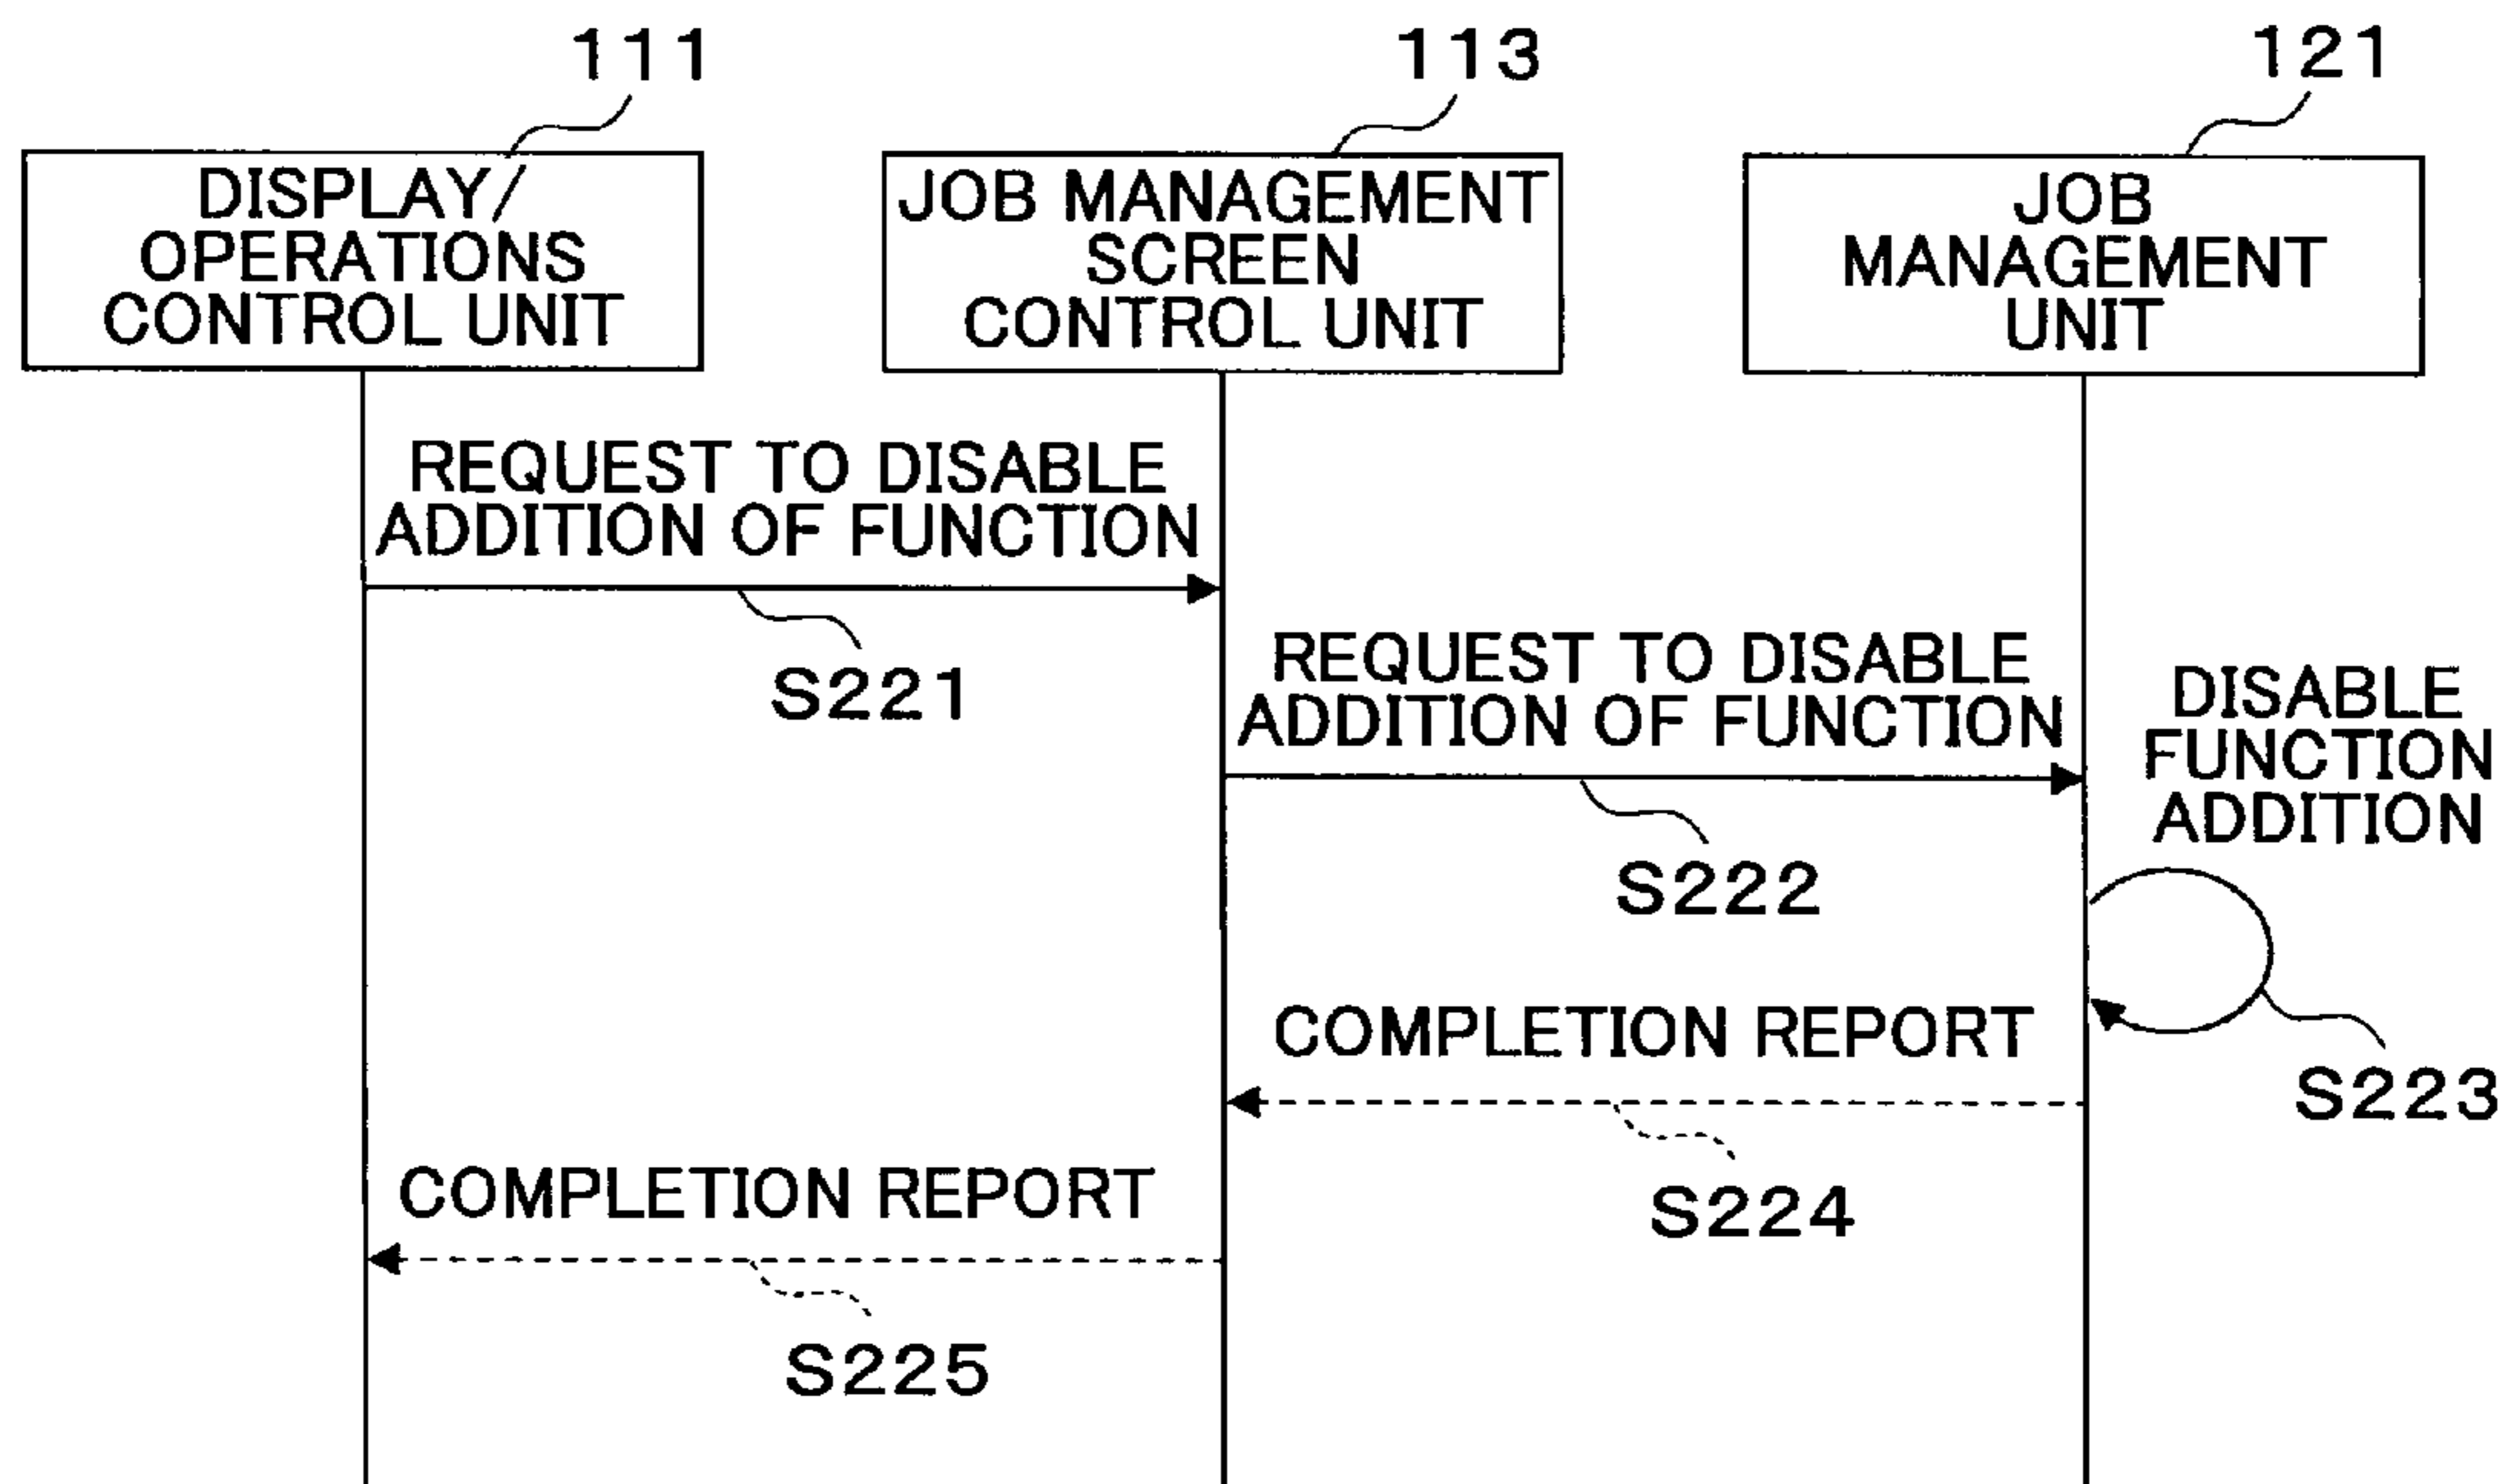 111
113
121
DISPLAY/
OPERATIONS
CONTROL UNIT
JOB MANAGEMENT
SCREEN
CONTROL UNIT
JOB
MANAGEMENT
UNIT
REQUEST TO DISABLE
ADDITION OF FUNCTION
S221
REQUEST TO DISABLE
ADDITION OF FUNCTION
S222
DISABLE
FUNCTION
ADDITION
S223
COMPLETION REPORT
S224
COMPLETION REPORT
S225